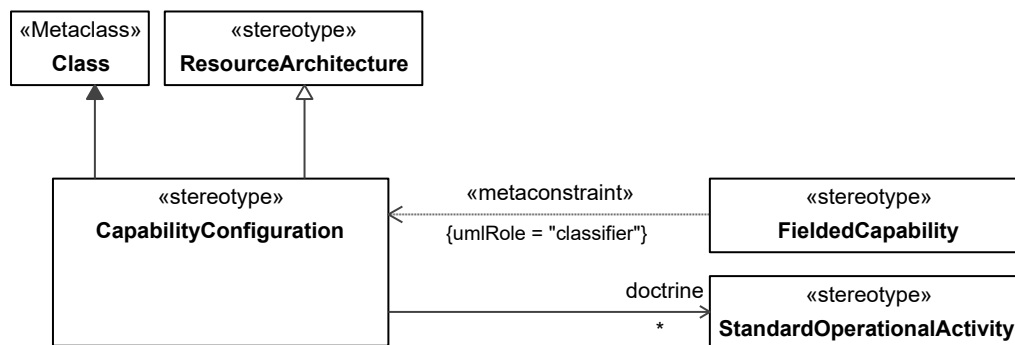 «Metaclass»
Class
«stereotype»
ResourceArchitecture
«stereotype»
CapabilityConfiguration
«metaconstraint»
{umlRole = "classifier"}
«stereotype»
FieldedCapability
doctrine
*
«stereotype»
StandardOperationalActivity